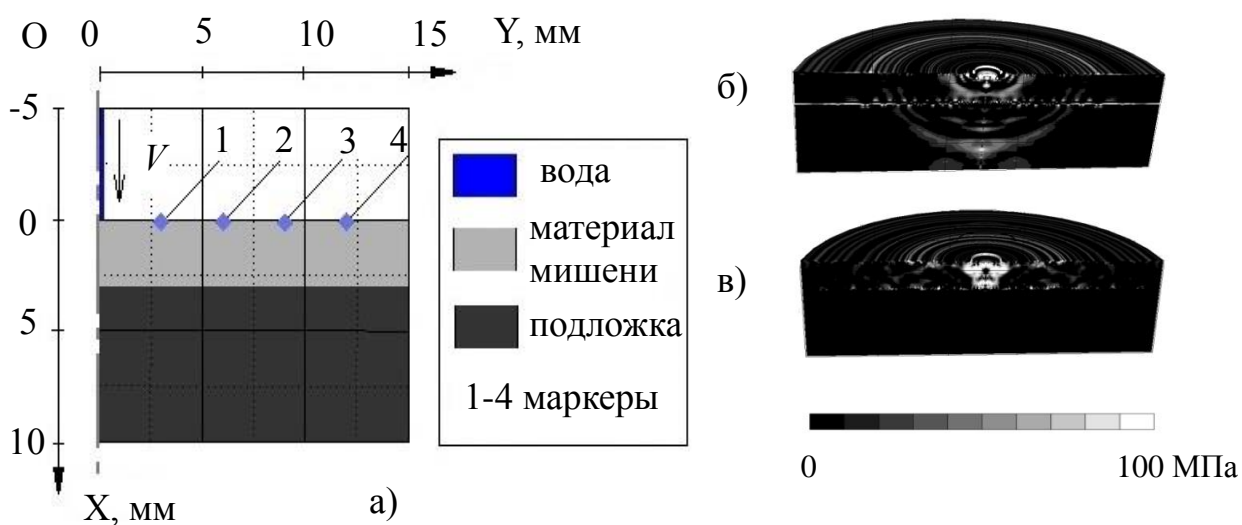 O 0 5 10 15 Y, мм
-5
0
5
10
X, мм
V
1 2 3 4
вода
материал
мишени
подложка
1-4 маркеры
а)
б)
в)
0 100 МПа